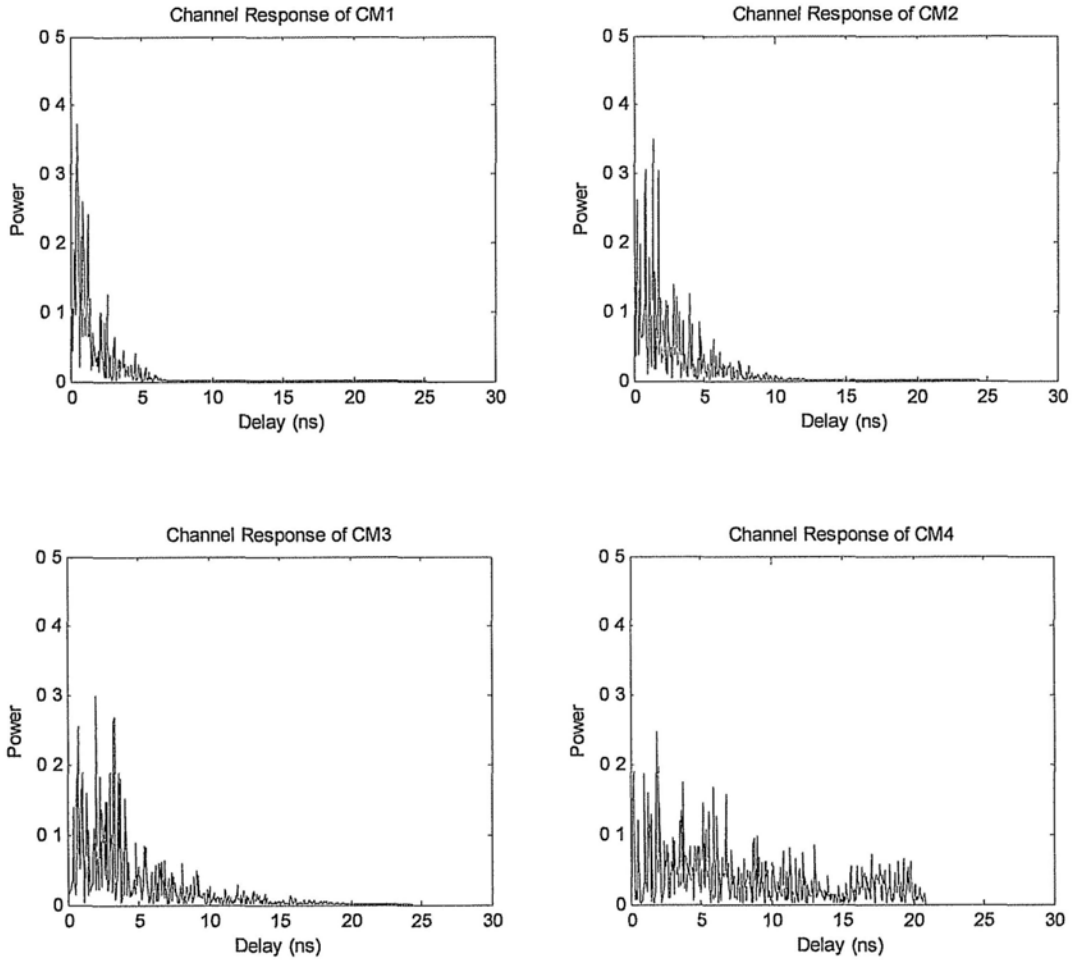 Channel Response of CM1
0 5
0 4
0 3
0 2
0 1
0
Power
0 5 10 15 20 25 30
Delay (ns)
Channel Response of CM2
0 5
0 4
0 3
0 2
0 1
0
Power
0 5 10 15 20 25 30
Delay (ns)
Channel Response of CM3
0 5
0 4
0 3
0 2
0 1
0
Power
0 5 10 15 20 25 30
Delay (ns)
Channel Response of CM4
0 5
0 4
0 3
0 2
0 1
0
Power
0 5 10 15 20 25 30
Delay (ns)